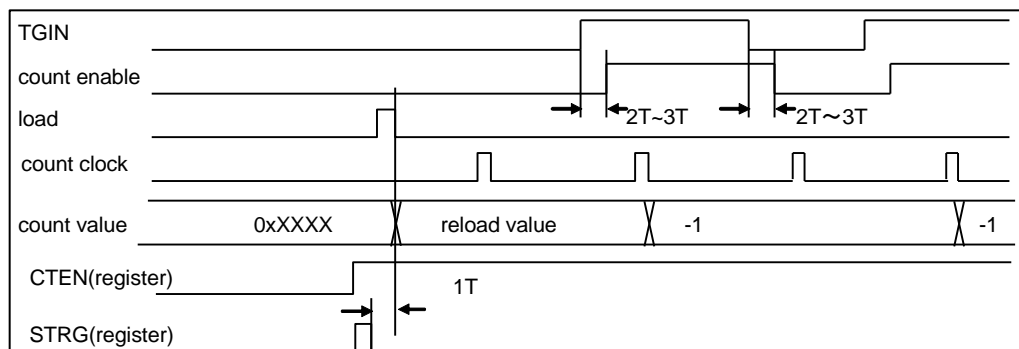 TGIN
count enable
load
2T~3T 2T～3T
count clock
count value 0xXXXX reload value -1 -1
CTEN(register)
1T
STRG(register)